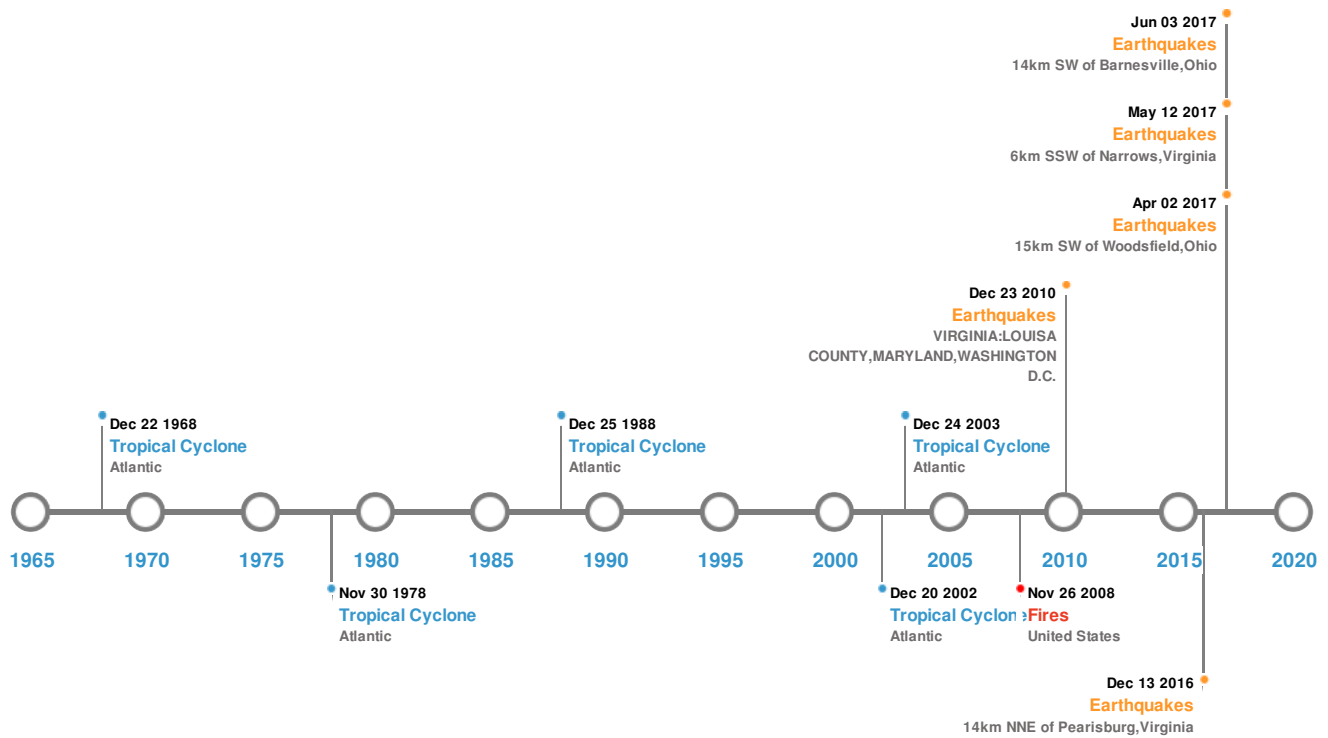 Jun 03 2017
Earthquakes
14km SW of Barnesville,Ohio
May 12 2017
Earthquakes
6km SSW of Narrows,Virginia
Apr 02 2017
Earthquakes
15km SW of Woodsfield,Ohio
Dec 23 2010
Earthquakes
VIRGINIA:LOUISA
COUNTY,MARYLAND,WASHINGTON
D.C.
Dec 22 1968
Tropical Cyclone
Atlantic
Dec 25 1988
Tropical Cyclone
Atlantic
Dec 24 2003
Tropical Cyclone
Atlantic
1965 1970 1975 1980 1985 1990 1995 2000 2005 2010 2015 2020
Nov 30 1978
Tropical Cyclone
Atlantic
Dec 20 2002
Tropical Cyclone
Atlantic
Nov 26 2008
Fires
United States
Dec 13 2016
Earthquakes
14km NNE of Pearisburg,Virginia